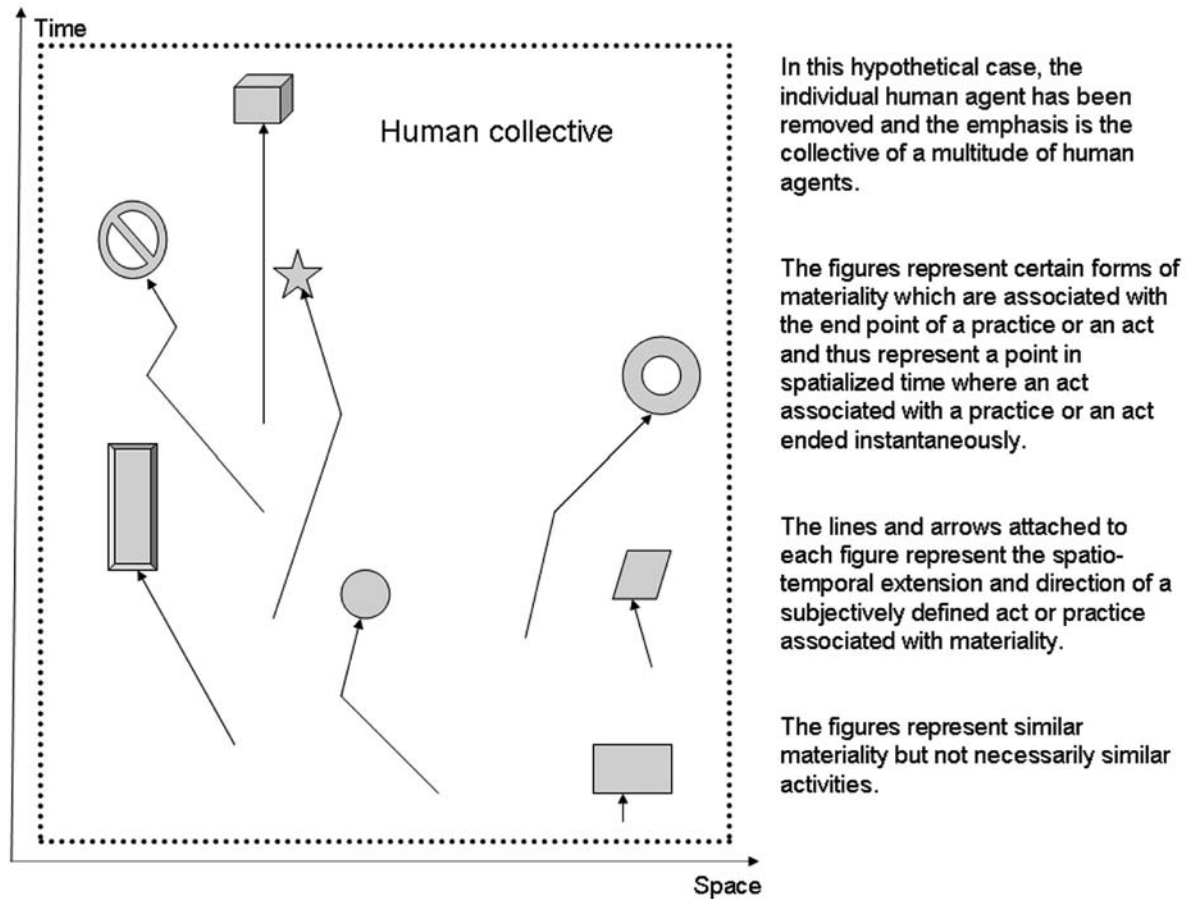 Time
Human collective
In this hypothetical case, the
individual human agent has been
removed and the emphasis is the
collective of a multitude of human
agents.
The figures represent certain forms of
materiality which are associated with
the end point of a practice or an act
and thus represent a point in
spatialized time where an act
associated with a practice or an act
ended instantaneously.
The lines and arrows attached to
each figure represent the spatio-
temporal extension and direction of a
subjectively defined act or practice
associated with materiality.
The figures represent similar
materiality but not necessarily similar
activities.
Space